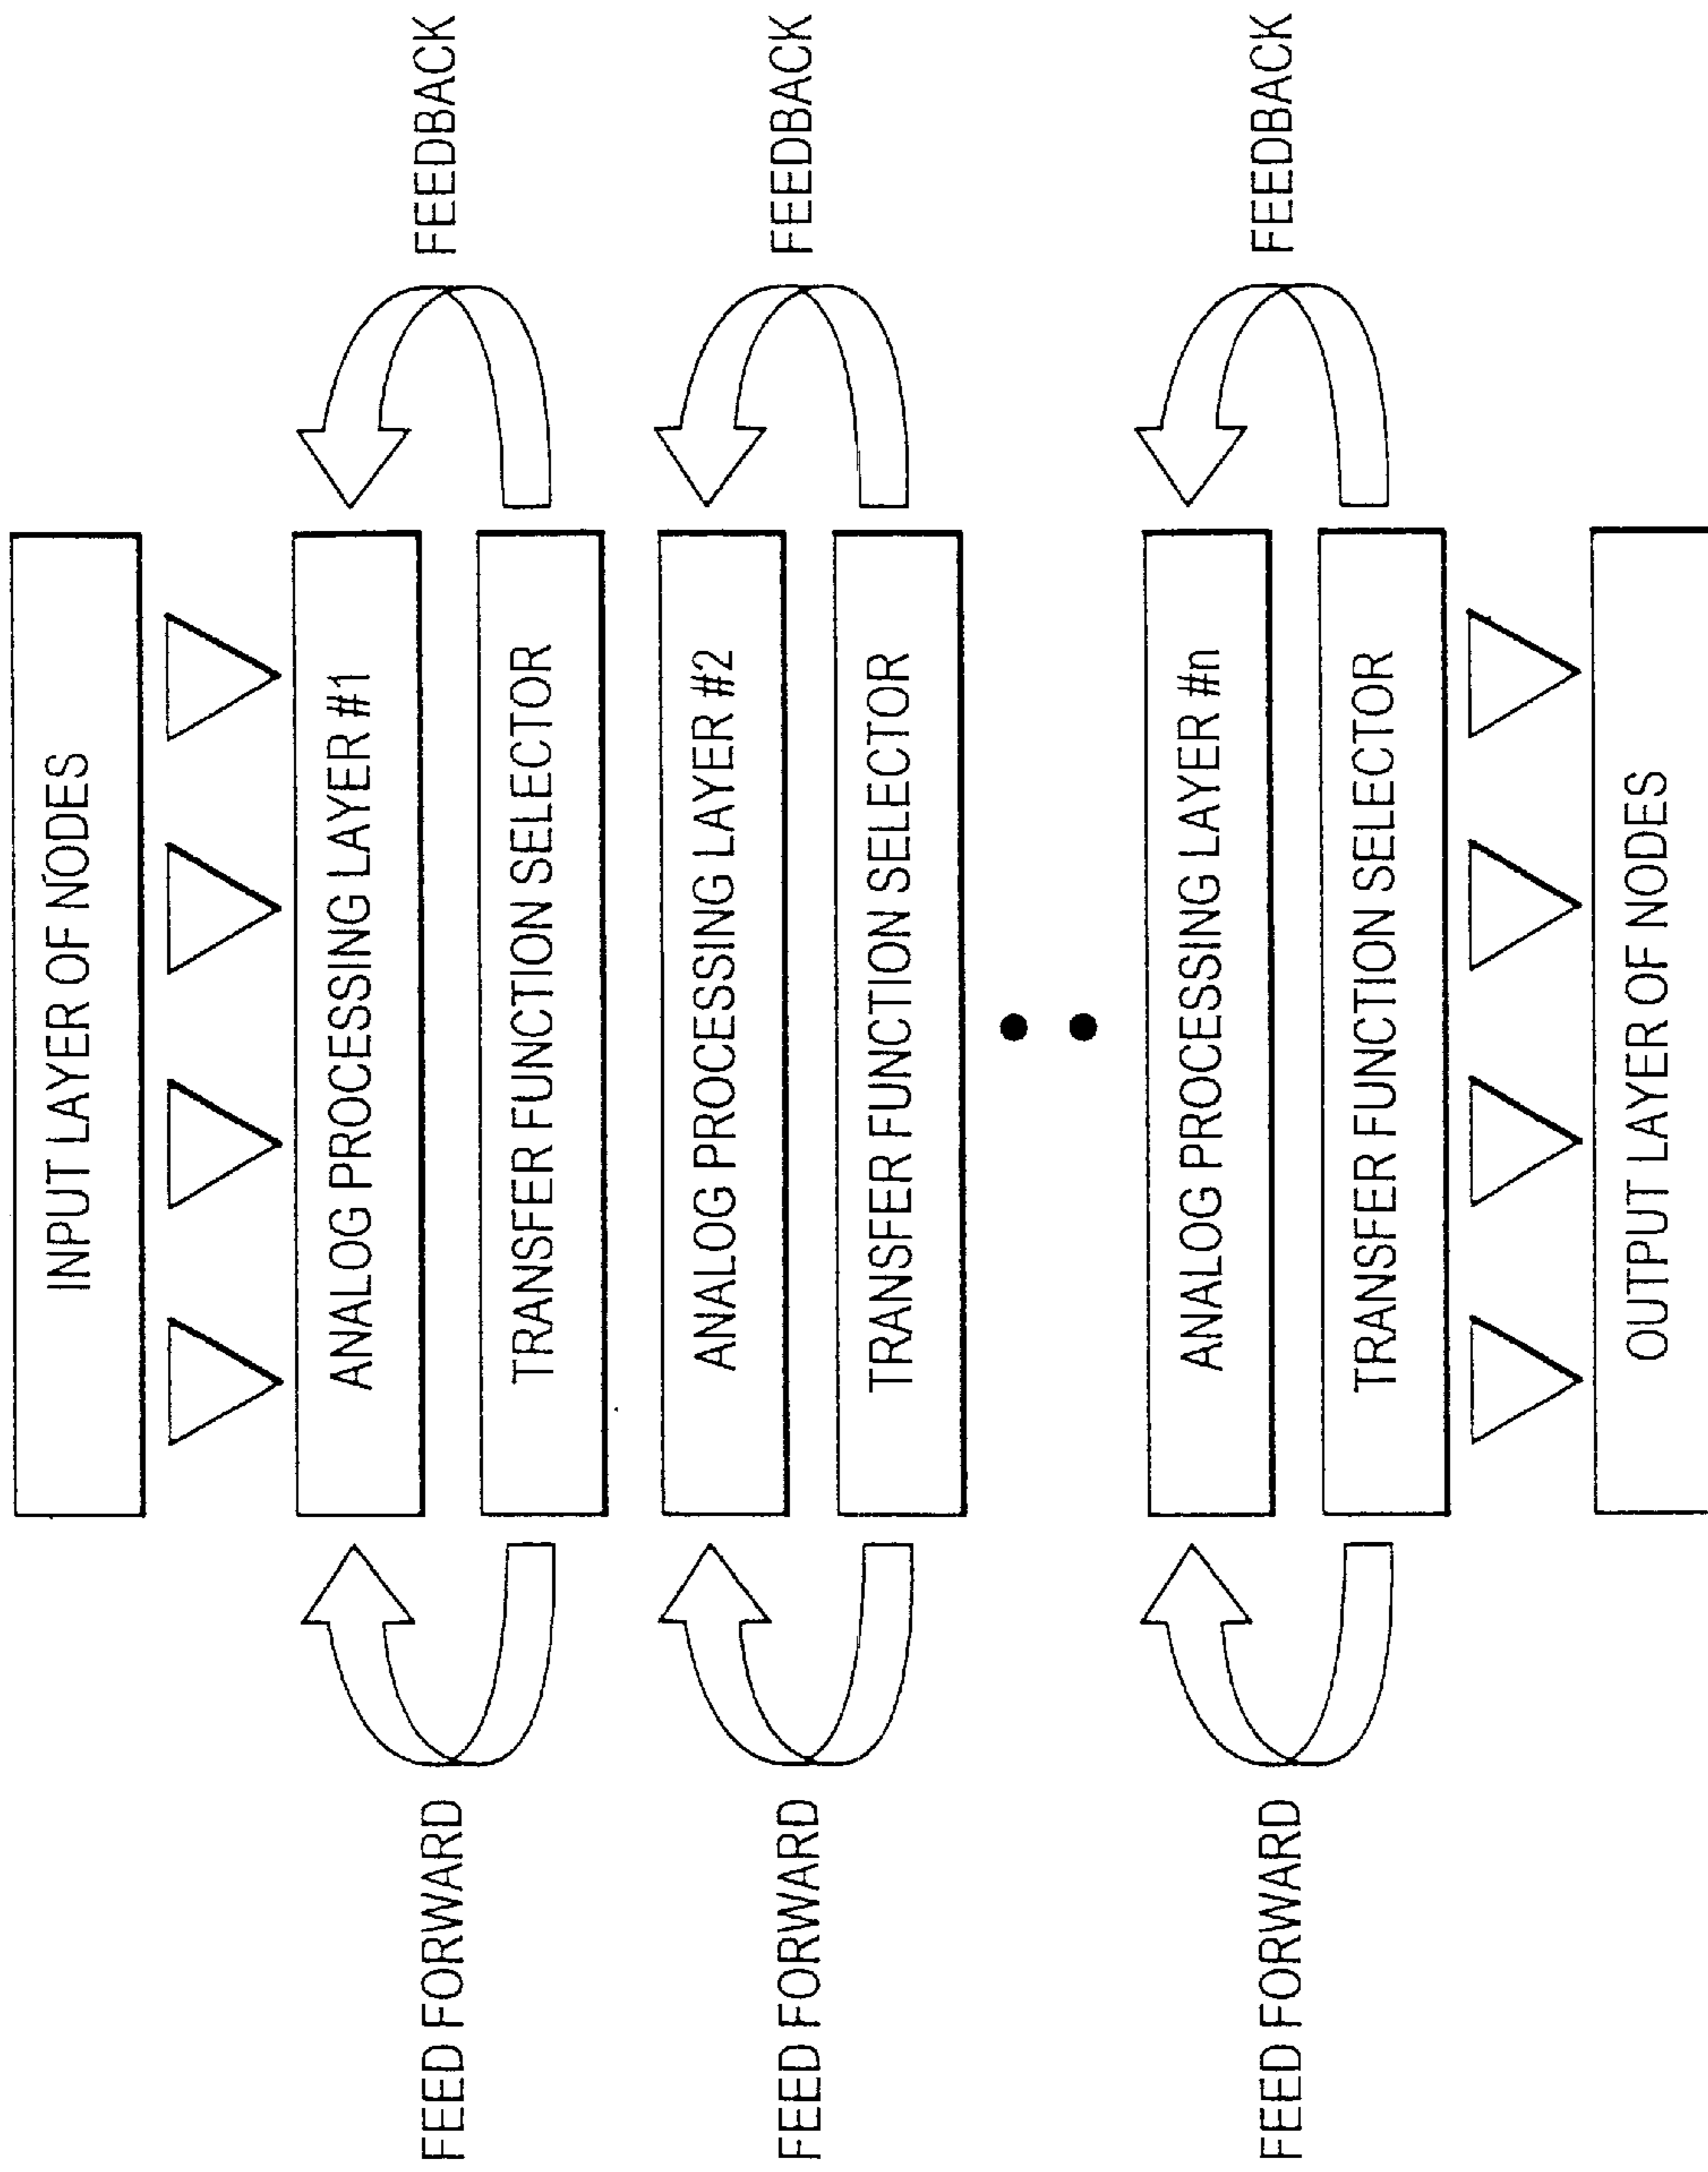 INPUT LAYER OF NODES
ANALOG PROCESSING LAYER #1
FEED FORWARD
FEEDBACK
TRANSFER FUNCTION SELECTOR
ANALOG PROCESSING LAYER #2
FEED FORWARD
FEEDBACK
TRANSFER FUNCTION SELECTOR
ANALOG PROCESSING LAYER #n
FEED FORWARD
FEEDBACK
TRANSFER FUNCTION SELECTOR
OUTPUT LAYER OF NODES